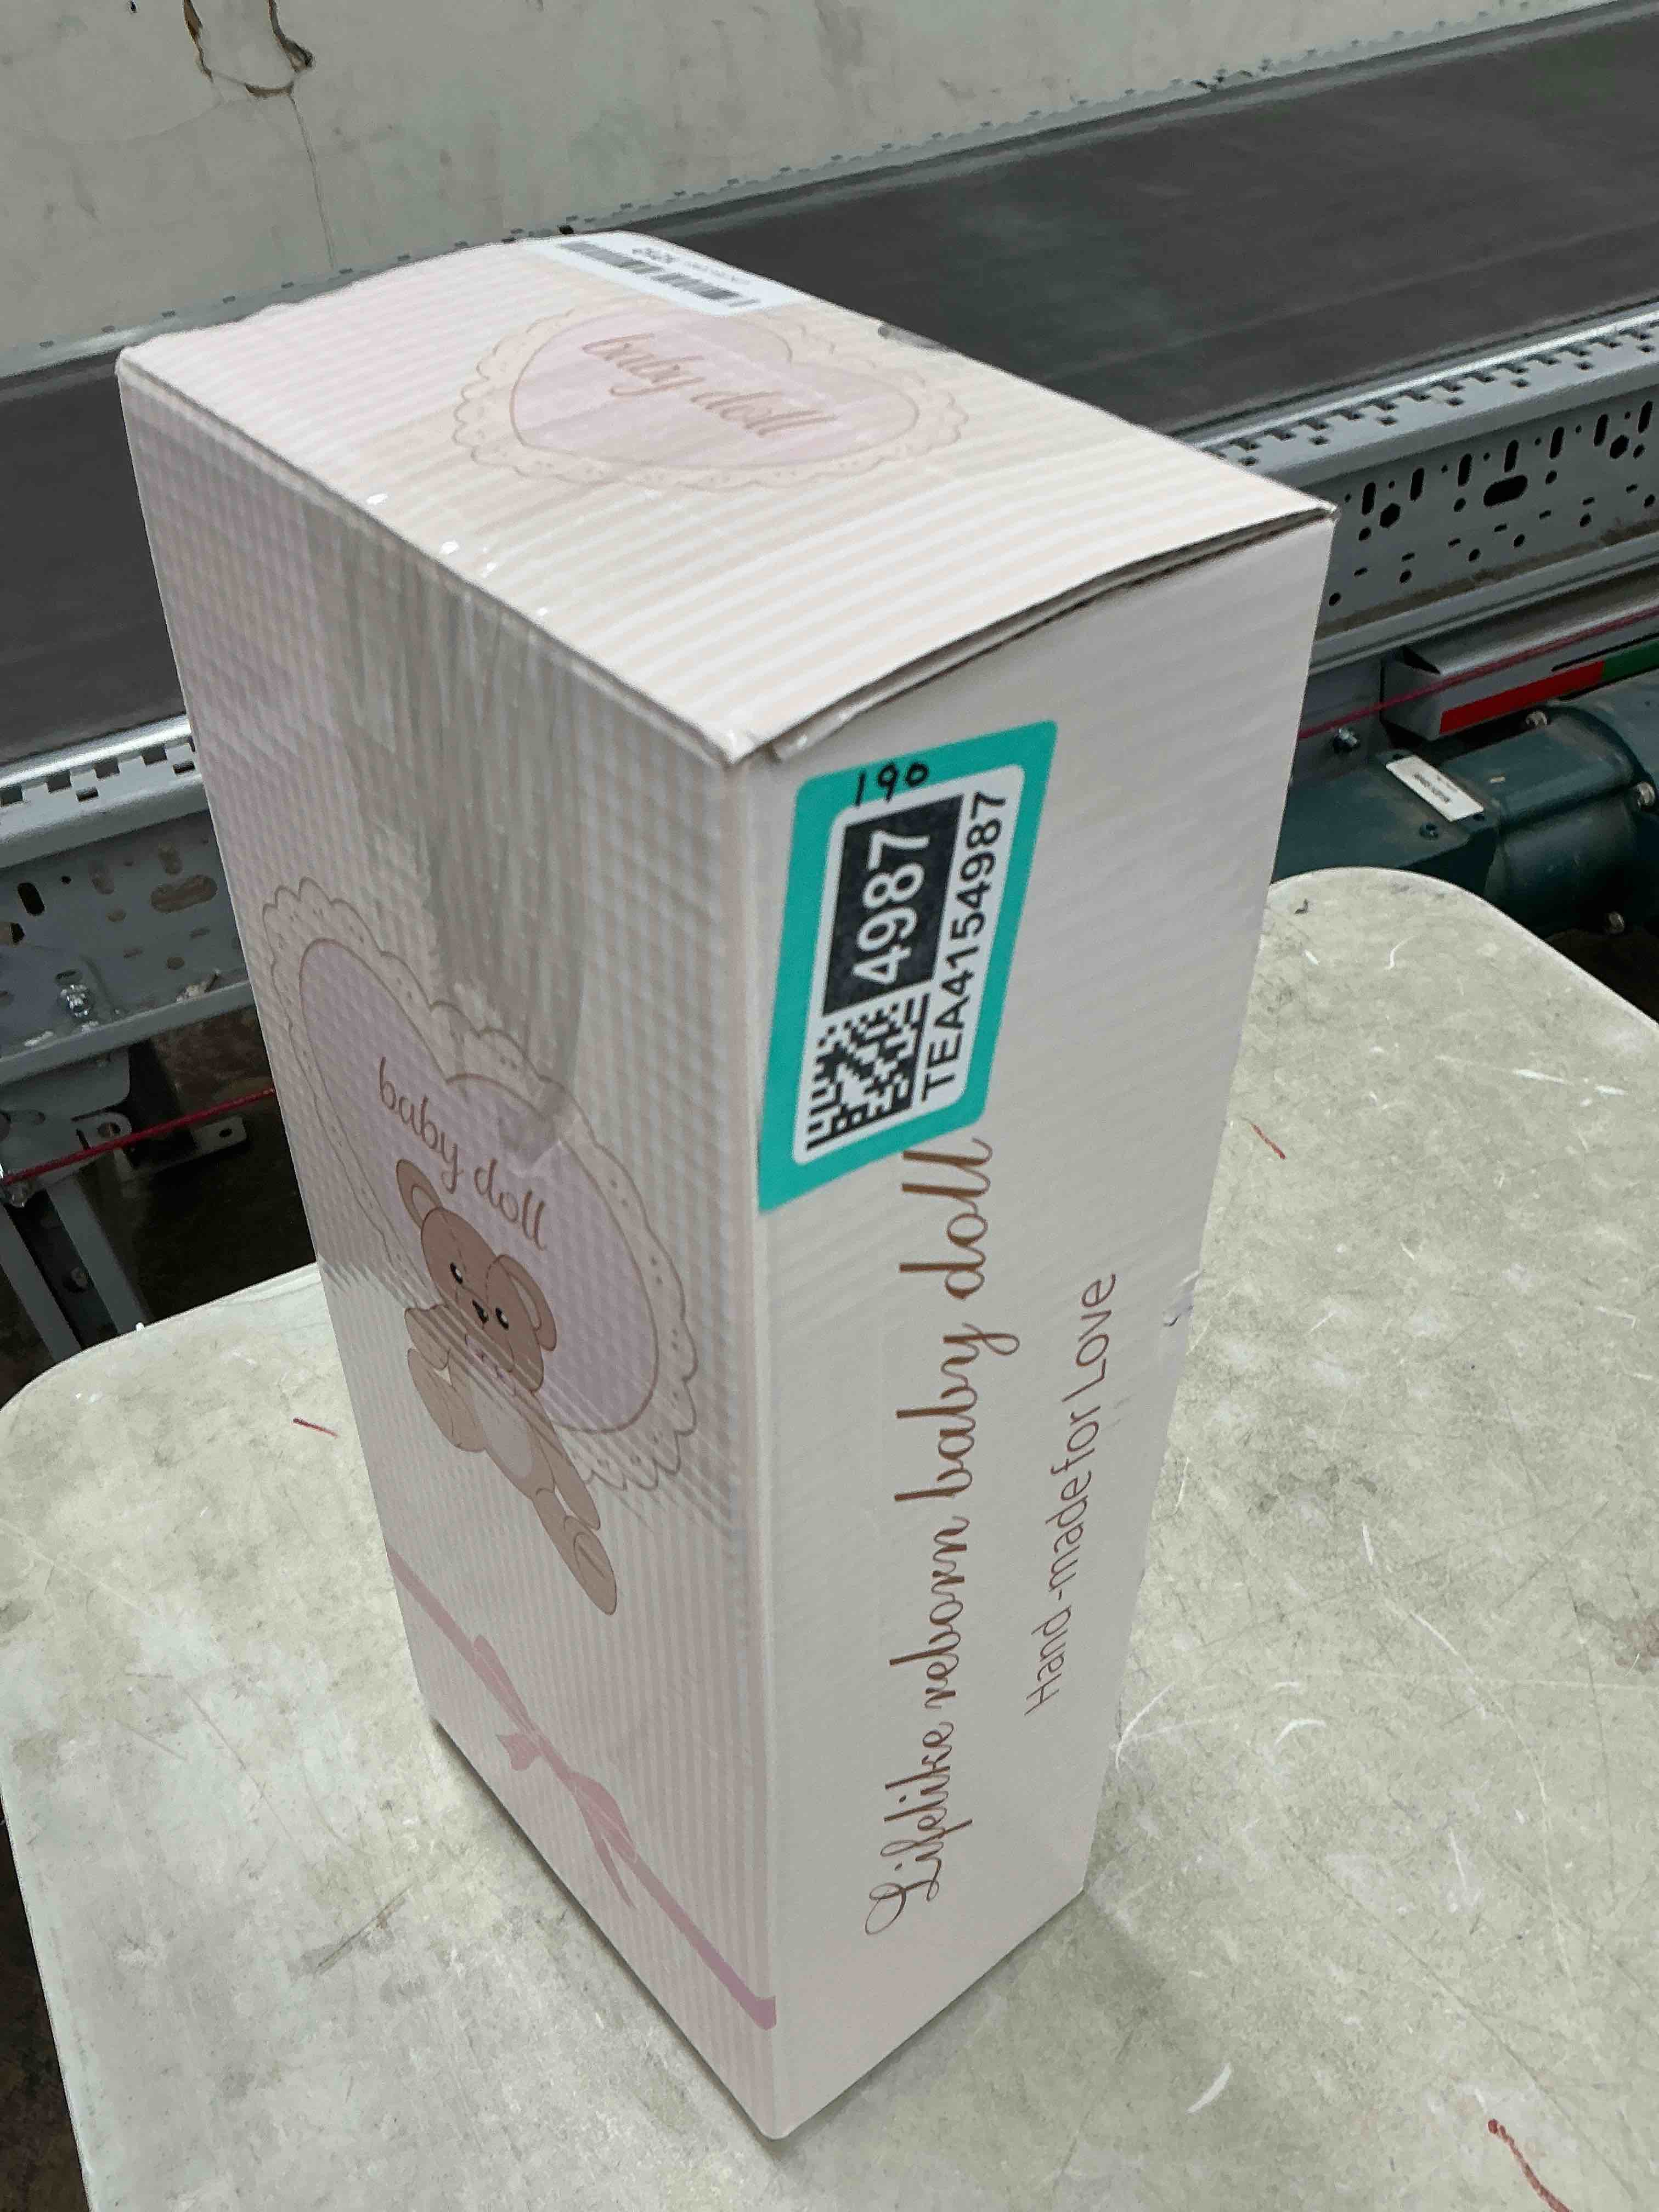 baby doll
190
4987
TEA4154987
baby doll
Lifelike reborn baby doll
Hand-made for Love